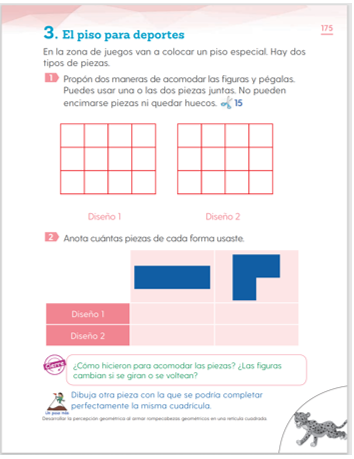 175
3. El piso para deportes
En la zona de juegos van a colocar un piso especial. Hay dos
tipos de piezas.
1 Propón dos maneras de acomodar las figuras y pégalas.
Puedes usar una o las dos piezas juntas. No pueden
encimarse piezas ni quedar huecos. 15
Diseño 1 Diseño 2
2 Anota cuántas piezas de cada forma usaste.
Diseño 1
Diseño 2
Cierre
¿Cómo hicieron para acomodar las piezas? ¿Las figuras
cambian si se giran o se voltean?
Un paso más
Dibuja otra pieza con la que se podría completar
perfectamente la misma cuadrícula.
Desarrollar la percepción geométrica al armar rompecabezas geométricos en una retícula cuadrada.